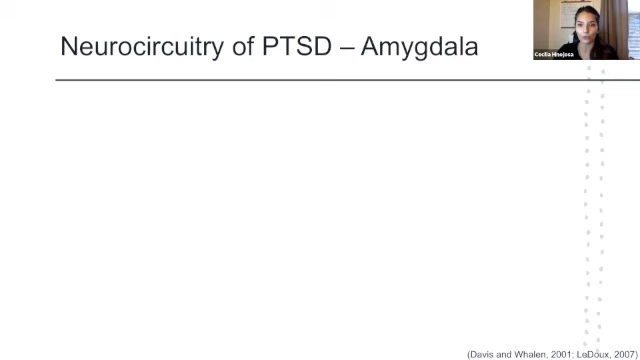 Neurocircuitry of PTSD – Amygdala
Cecilia Hinojosa
(Davis and Whalen, 2001; LeDoux, 2007)